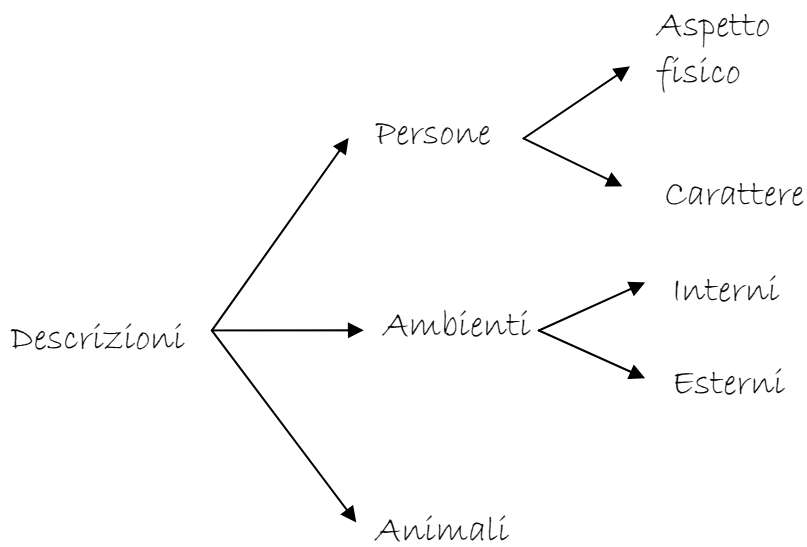 Aspetto
fisico
Persone
Carattere
Interni
Descrizioni
Ambienti
Esterni
Animali